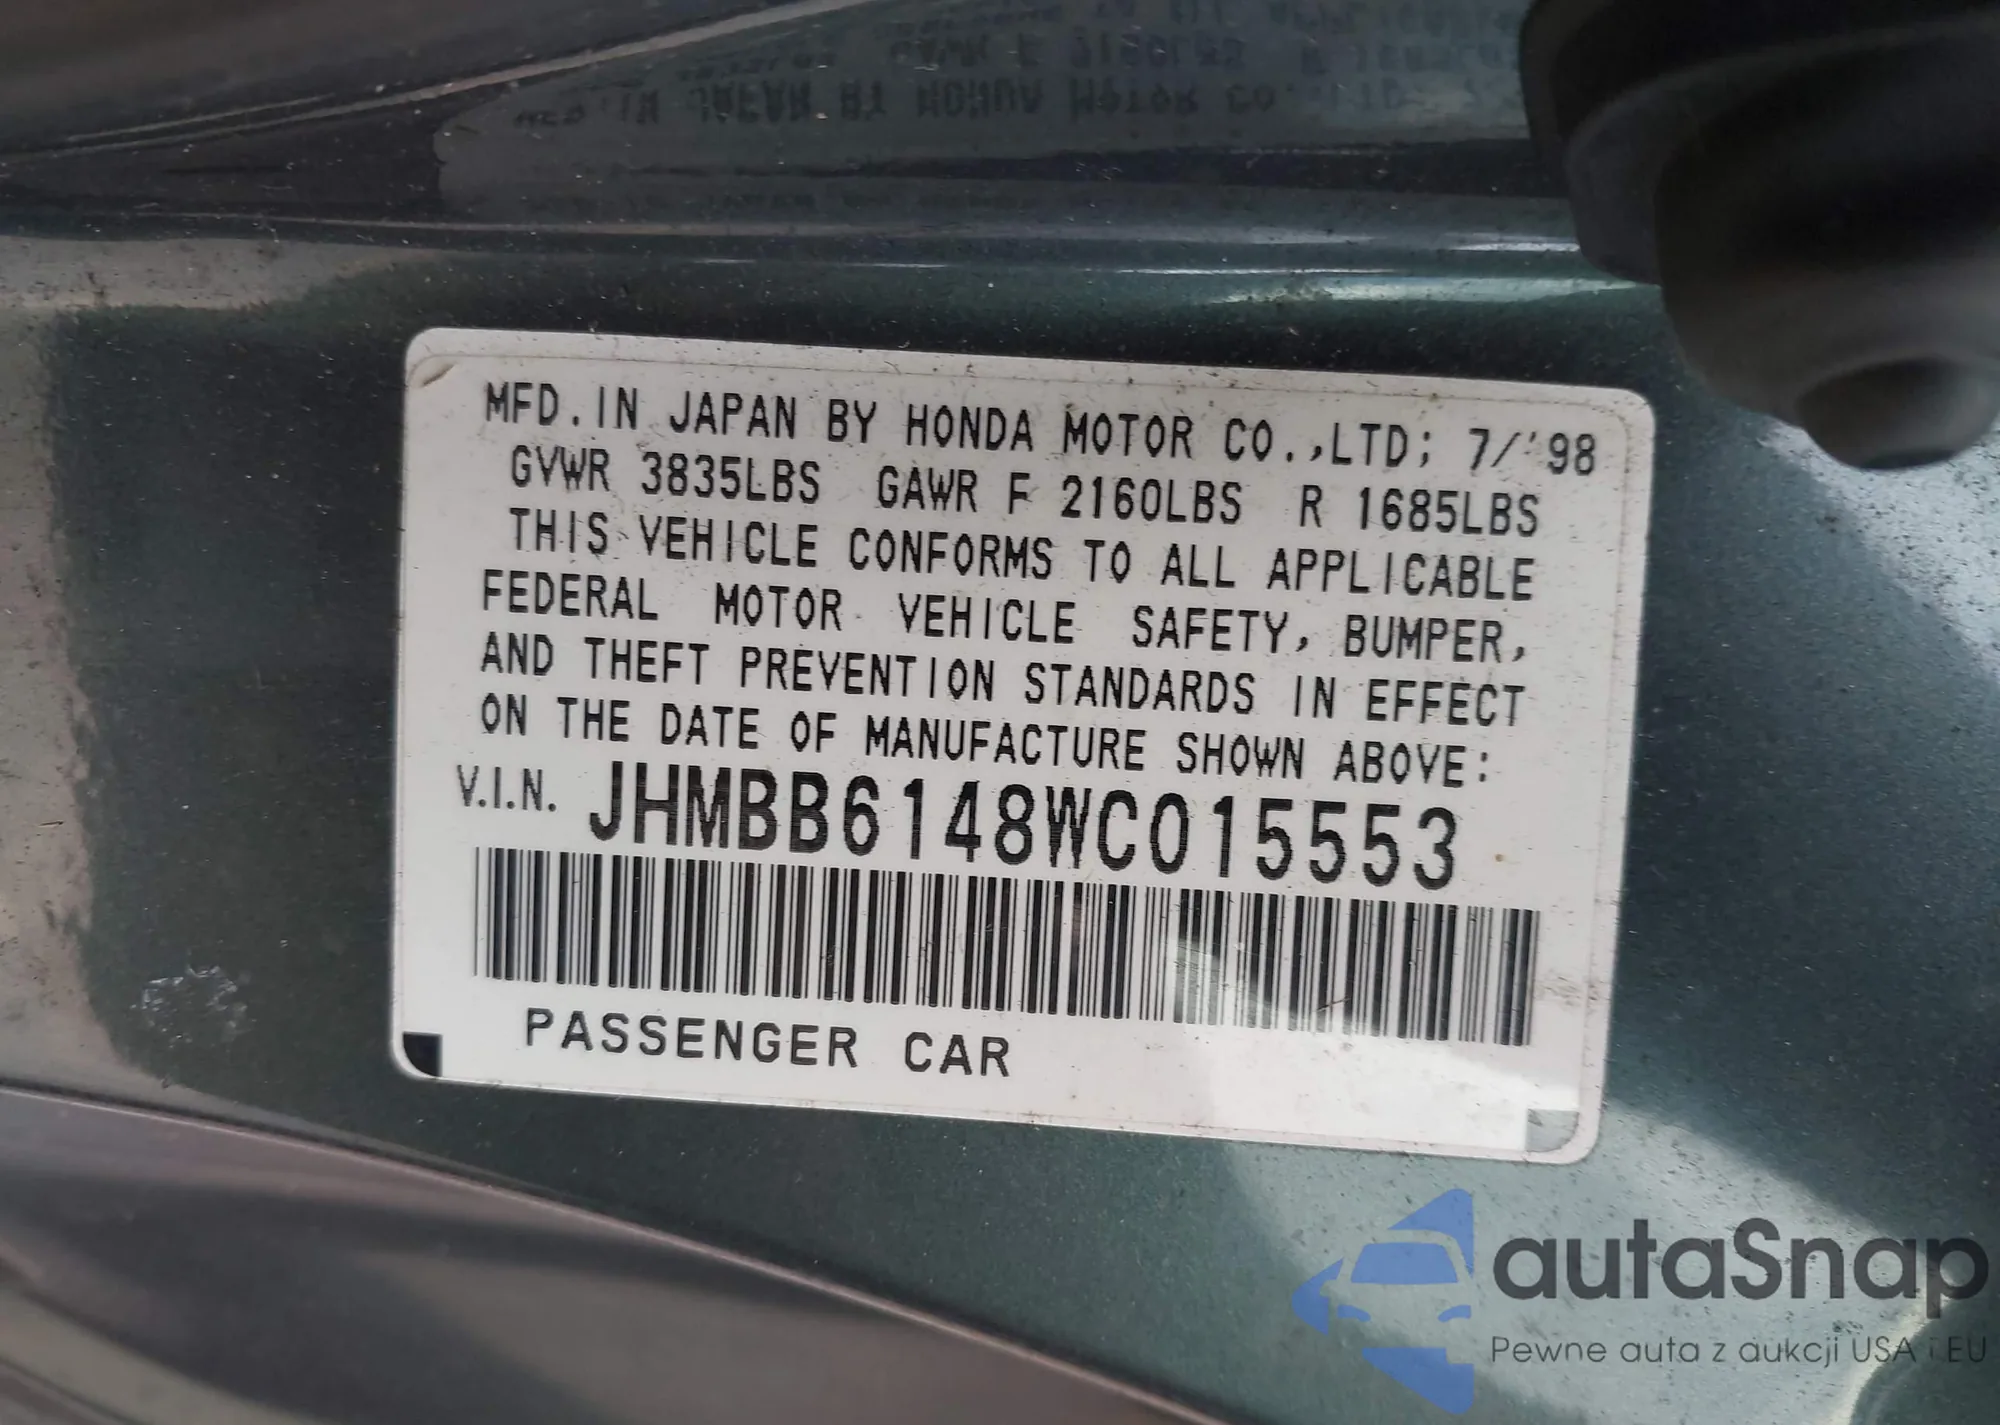 MFD. IN JAPAN BY HONDA MOTOR CO.,LTD; 7/'98
GVWR 3835LBS GAWR F 2160LBS R 1685LBS
THIS VEHICLE CONFORMS TO ALL APPLICABLE
FEDERAL MOTOR VEHICLE SAFETY, BUMPER,
AND THEFT PREVENTION STANDARDS IN EFFECT
ON THE DATE OF MANUFACTURE SHOWN ABOVE:
V.I.N. JHMBB6148WC015553
PASSENGER CAR
autaSnap
Pewne auta z aukcji USA i EU